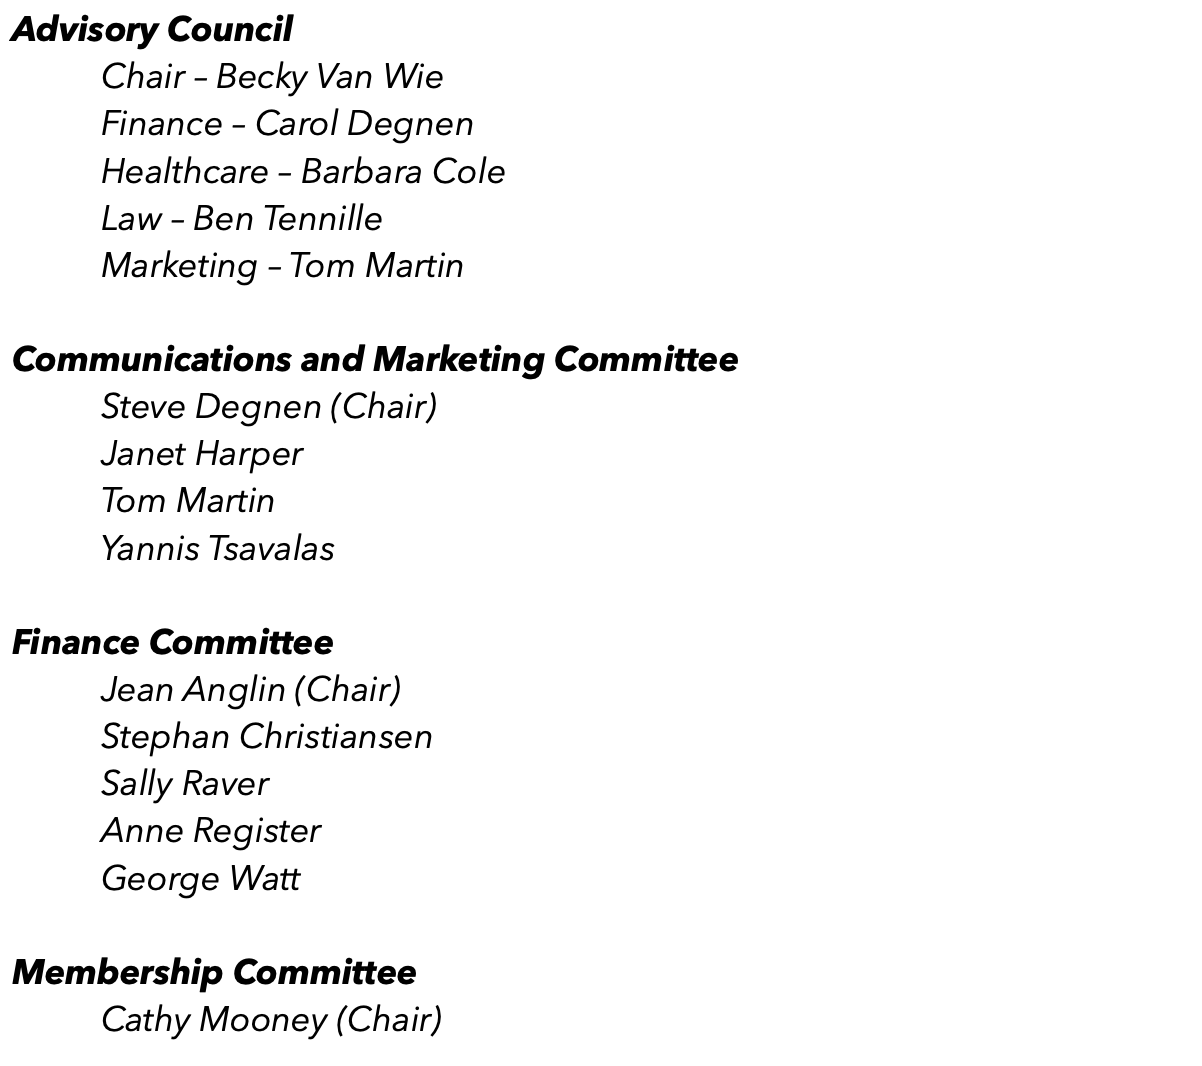 Advisory Council
Chair – Becky Van Wie
Finance – Carol Degnen
Healthcare – Barbara Cole
Law – Ben Tennille
Marketing – Tom Martin
Communications and Marketing Committee
Steve Degnen (Chair)
Janet Harper
Tom Martin
Yannis Tsavalas
Finance Committee
Jean Anglin (Chair)
Stephan Christiansen
Sally Raver
Anne Register
George Watt
Membership Committee
Cathy Mooney (Chair)